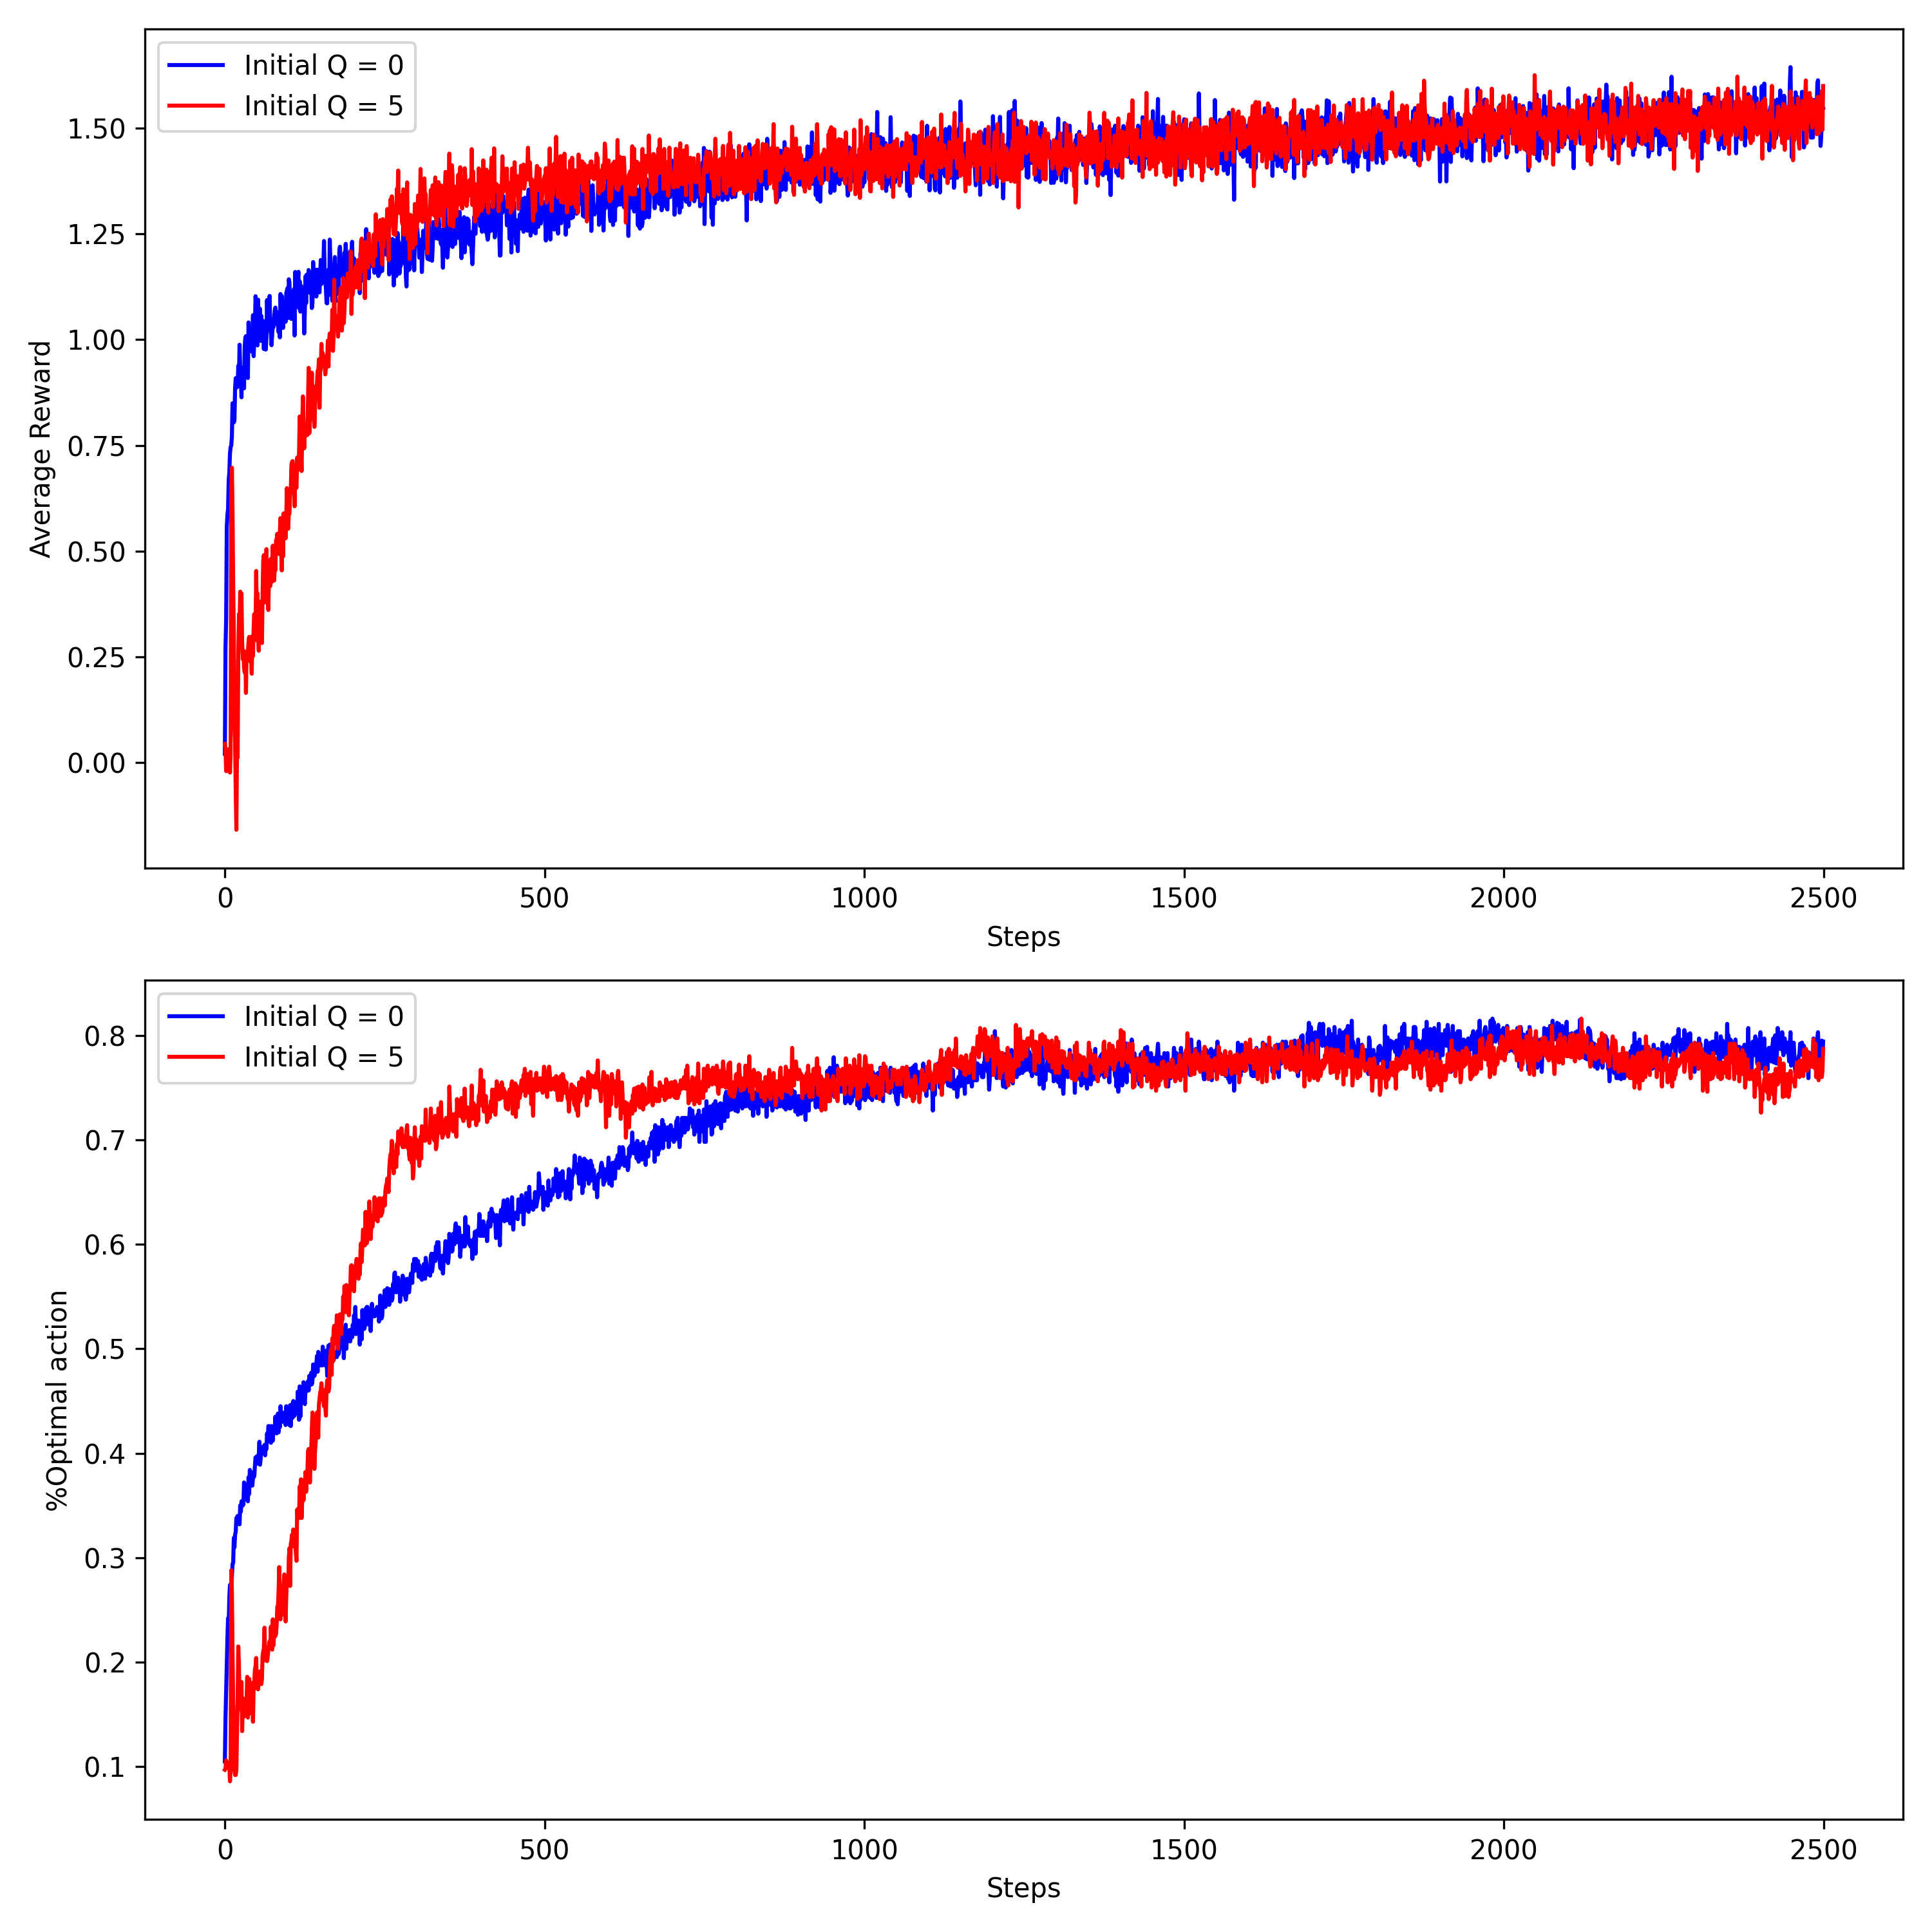 Initial Q = 0
Initial Q = 5
1.50
1.25
1.00
0.75
0.50
0.25
0.00
Average Reward
0 500 1000 1500 2000 2500
Steps
Initial Q = 0
Initial Q = 5
0.8
0.7
0.6
0.5
0.4
0.3
0.2
0.1
%Optimal action
0 500 1000 1500 2000 2500
Steps